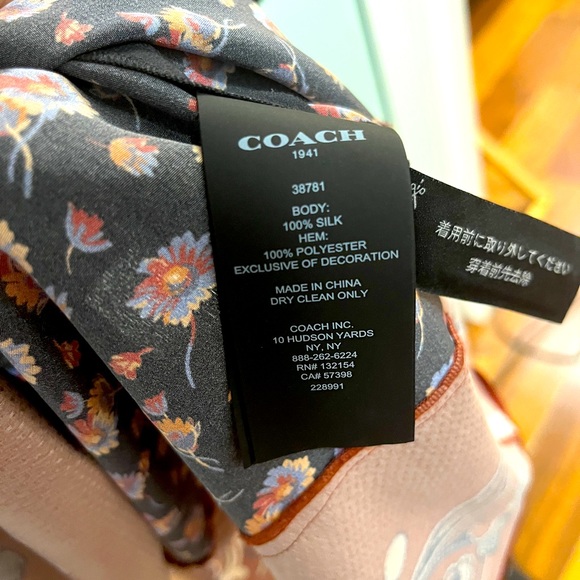 COACH
1941
38781
BODY:
100% SILK
HEM:
100% POLYESTER
EXCLUSIVE OF DECORATION
MADE IN CHINA
DRY CLEAN ONLY
COACH INC.
10 HUDSON YARDS
NY, NY
888-262-6224
RN# 132154
CA# 57398
228991
着用前に取り外してください
穿着前先去除